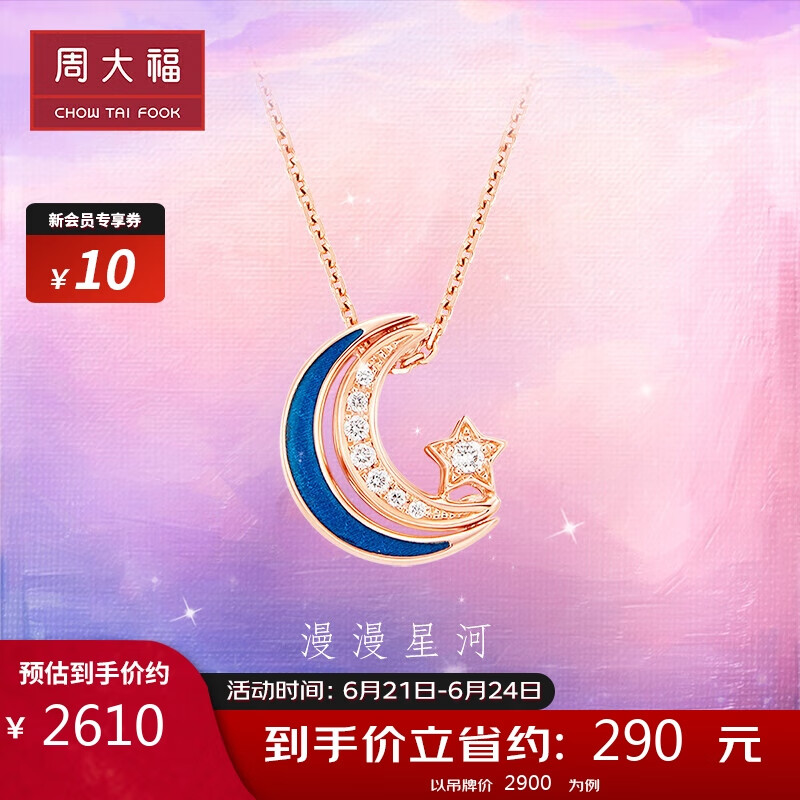 周大福
CHOW TAI FOOK
新会员专享券
¥10
漫漫星河
预估到手价约
¥2610
活动时间：6月21日-6月24日
到手价立省约：290 元
以吊牌价 2900 为例